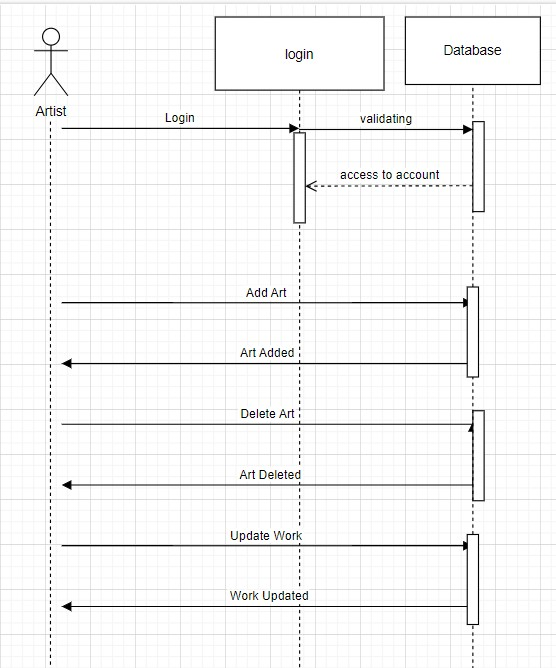 login
Database
Artist
Login
validating
access to account
Add Art
Art Added
Delete Art
Art Deleted
Update Work
Work Updated